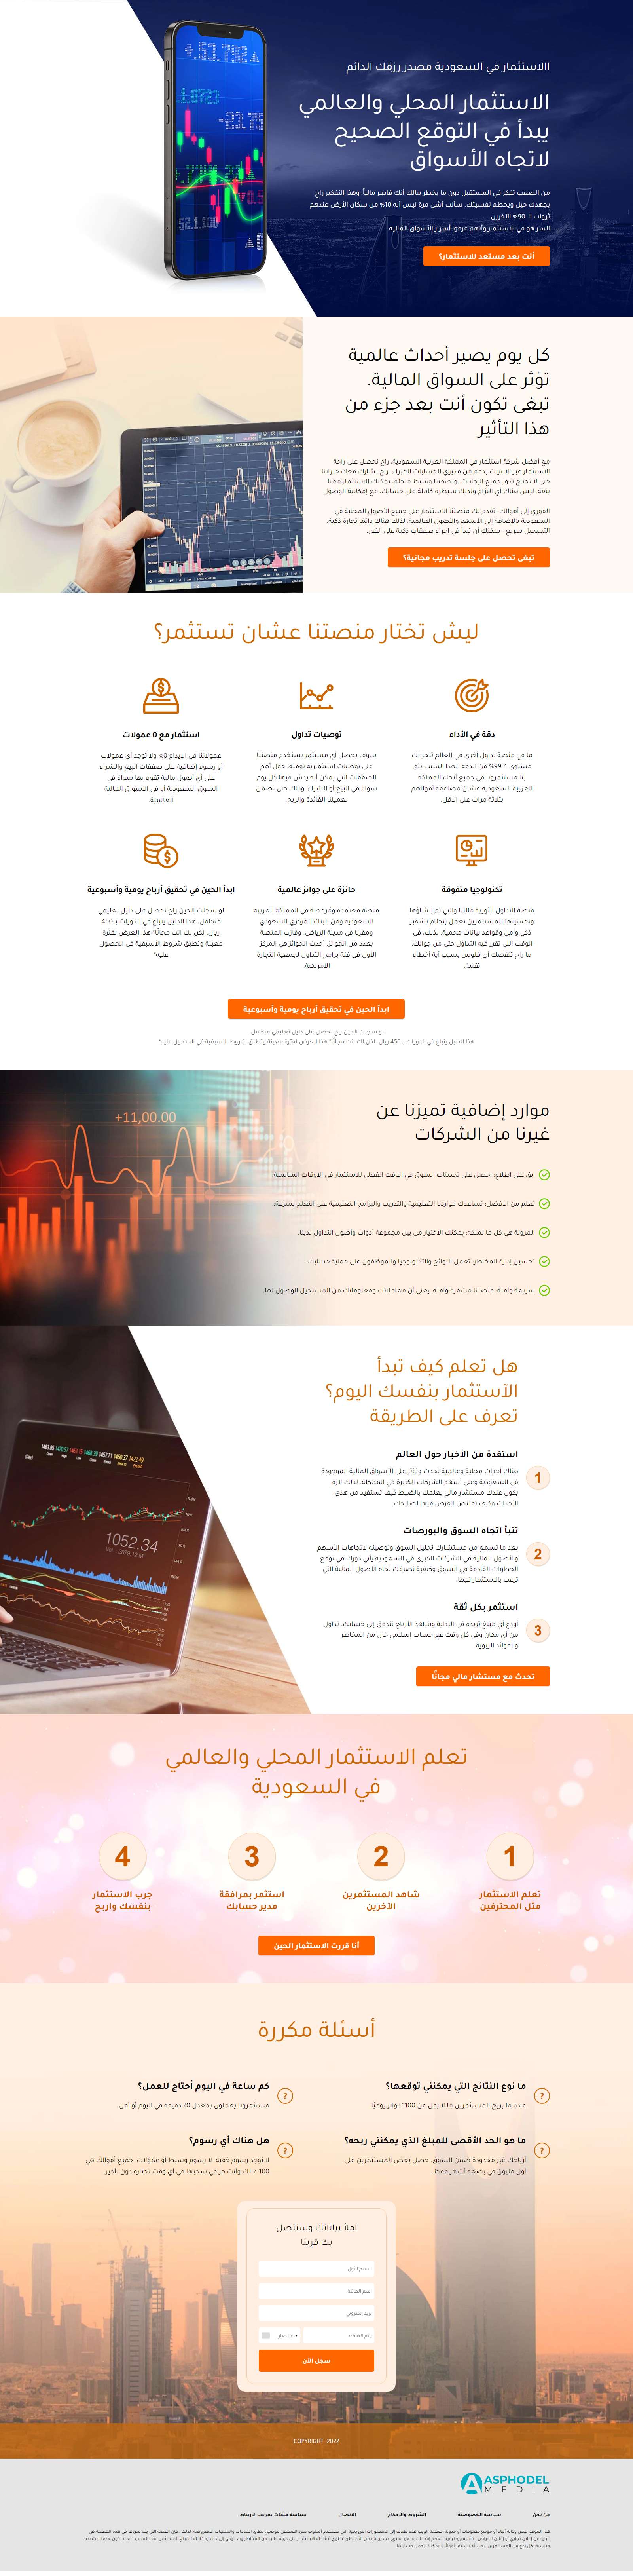 االاستثمار في السعودية مصدر رزقك الدائم
الاستثمار المحلي والعالمي
يبدأ في التوقع الصحيح
لاتجاه الأسواق
من الصعب تفكر في المستقبل دون ما يخطر ببالك أنك قاصر مالياً، وهذا التفكير راح
يجهدك حيل ويحطم نفسيتك. سألت أنشي مرة ليس أنه 10% من سكان الأرض عندهم
ثروات الـ 90% الآخرين.
السر هو في الاستثمار وأنهم عرفوا أسرار الأسواق المالية.
أنت بعد مستعد للاستثمار؟
+53.792
1.0723
-23.75
52.1.100
كل يوم يصير أحداث عالمية
تؤثر على السواق المالية.
تبغى تكون أنت بعد جزء من
هذا التأثير
مع أفضل شركة استثمار في المملكة العربية السعودية، راح تحصل على راحة
الاستثمار عبر الإنترنت بدعم من مديري الحسابات الخبراء. راح نشارك معك خبراتنا
حتى لا تحتاج تدور جميع الإجابات. وبصفتنا وسيط منظم، يمكنك الاستثمار معنا
بثقة. ليس هناك أي التزام ولديك سيطرة كاملة على حسابك، مع إمكانية الوصول
الفوري إلى أموالك. تقدم لك منصتنا الاستثمار على جميع الأصول المحلية في
السعودية بالإضافة إلى الأسهم والأصول العالمية، لذلك هناك دائمًا تجارة ذكية.
التسجيل سريع - يمكنك أن تبدأ في إجراء صفقات ذكية على الفور.
تبغى تحصل على جلسة تدريب مجانية؟
ليش تختار منصتنا عشان تستثمر؟
دقة في الأداء
ما في منصة تداول أخرى في العالم تنجز لك
مستوى 99.4% من الدقة. لهذا السبب يثق
بنا مستثمرونا في جميع أنحاء المملكة
العربية السعودية عشان مضاعفة أموالهم
بثلاثة مرات على الأقل.
توصيات تداول
سوف يحصل أي مستثمر يستخدم منصتنا
على توصيات استثمارية يومية، حول أهم
الصفقات التي يمكن أنه يدش فيها كل يوم
سواء في البيع أو الشراء. وذلك حتى نضمن
لعميلنا الفائدة والربح.
استثمار مع 0 عمولات
عمولاتنا في الإيداع 0% ولا توجد أي عمولات
أو رسوم إضافية على صفقات البيع والشراء
على أي أصول مالية تقوم بها سواءً في
السوق السعودية أو في الأسواق المالية
العالمية.
تكنولوجيا متفوقة
منصة التداول الثورية مالتنا والتي تم إنشاؤها
وتحسينها للمستثمرين تعمل بنظام تشفير
ذكي وآمن وقواعد بيانات محمية، لذلك، في
الوقت اللي تقرر فيه التداول حتى من جوالك،
ما راح تنقصك أي فلوس بسبب أية أخطاء
تقنية.
حائزة على جوائز عالمية
منصة معتمدة ومُرخصة في المملكة العربية
السعودية ومن البنك المركزي السعودي
ومقرنا في مدينة الرياض. وفازت المنصة
بعدد من الجوائز. أحدث الجوائز هي المركز
الأول في فئة برامج التداول لجمعية التجارة
الأمريكية.
ابدأ الحين في تحقيق أرباح يومية وأسبوعية
لو سجلت الحين راح تحصل على دليل تعليمي
متكامل. هذا الدليل ينباع في الدورات بـ 450
ريال. لكن لك انت مجانًا* هذا العرض لفترة
معينة وتطبق شروط الأسبقية في الحصول
عليه*
ابدأ الحين في تحقيق أرباح يومية وأسبوعية
لو سجلت الحين راح تحصل على دليل تعليمي متكامل.
هذا الدليل ينباع في الدورات بـ 450 ريال. لكن لك انت مجانًا* هذا العرض لفترة معينة وتطبق شروط الأسبقية في الحصول عليه*
+11,00.00
موارد إضافية تميزنا عن
غيرنا من الشركات
ابق على اطلاع: احصل على تحديثات السوق في الوقت الفعلي للاستثمار في الأوقات المناسبة.
تعلم من الأفضل: تساعدك مواردنا التعليمية والتدريب والبرامج التعليمية على التعلم بسرعة.
المرونة هي كل ما نملكه: يمكنك الاختيار من بين مجموعة أدوات وأصول التداول لدينا.
تحسين إدارة المخاطر: تعمل اللوائح والتكنولوجيا والموظفون على حماية حسابك.
سريعة وآمنة: منصتنا مشفرة وآمنة، يعني أن معاملاتك ومعلوماتك من المستحيل الوصول لها.
هل تعلم كيف تبدأ
الاستثمار بنفسك اليوم؟
تعرف على الطريقة
استفدة من الأخبار حول العالم
1
هناك أحداث محلية وعالمية تحدث وتؤثر على الأسواق المالية الموجودة
في السعودية وعلى أسهم الشركات الكبيرة في المملكة. لذلك لازم
يكون عندك مستشار مالي يعلمك بالضبط كيف تستفيد من هذي
الأحداث وكيف تقتنص الفرص فيها لصالحك.
تتبأ اتجاه السوق والبورصات
2
بعد ما تسمع من مستشارك تحليل السوق وتوصيته لاتجاهات الأسهم
والأصول المالية في الشركات الكبرى في السعودية يأتي دورك في توقع
الخطوات القادمة في السوق وكيفية تصرفك تجاه الأصول المالية التي
ترغب بالاستثمار فيها.
استثمر بكل ثقة
3
أودع أي مبلغ تريده في البداية وشاهد الأرباح تتدفق إلى حسابك. تداول
من أي مكان وفي كل وقت عبر حساب إسلامي خال من المخاطر
والفوائد الربوية.
تحدث مع مستشار مالي مجانًا
1052.34
تعلم الاستثمار المحلي والعالمي
في السعودية
1
2
3
4
تعلم الاستثمار
مثل المحترفين
شاهد المستثمرين
الآخرين
استثمر بمرافقة
مدير حسابك
جرب الاستثمار
بنفسك واربح
أنا قررت الاستثمار الحين
أسئلة مكررة
ما نوع النتائج التي يمكنني توقعها؟
عادة ما يربح المستثمرين ما لا يقل عن 1100 دولار يوميًا
كم ساعة في اليوم أحتاج للعمل؟
مستثمرونا يعملون بمعدل 20 دقيقة في اليوم أو أقل.
ما هو الحد الأقصى للمبلغ الذي يمكنني ربحه؟
أرباحك غير محدودة ضمن السوق. حصل بعض المستثمرين على
أول مليون في بضعة أشهر فقط.
هل هناك أي رسوم؟
لا توجد رسوم خفية. لا رسوم وسيط أو عمولات. جميع أموالك هي
100 ٪ لك وأنت حر في سحبها في أي وقت تختاره دون تأخير.
املأ بياناتك وسنتصل
بك قريبًا
الاسم الاول
اسم العائلة
بريد إلكتروني
رقم الهاتف
اختصار
سجل الآن
COPYRIGHT 2022
ASPHODEL
MEDIA
من نحن
سياسة الخصوصية
الشروط والأحكام
الاتصال
سياسة ملفات تعريف الارتباط